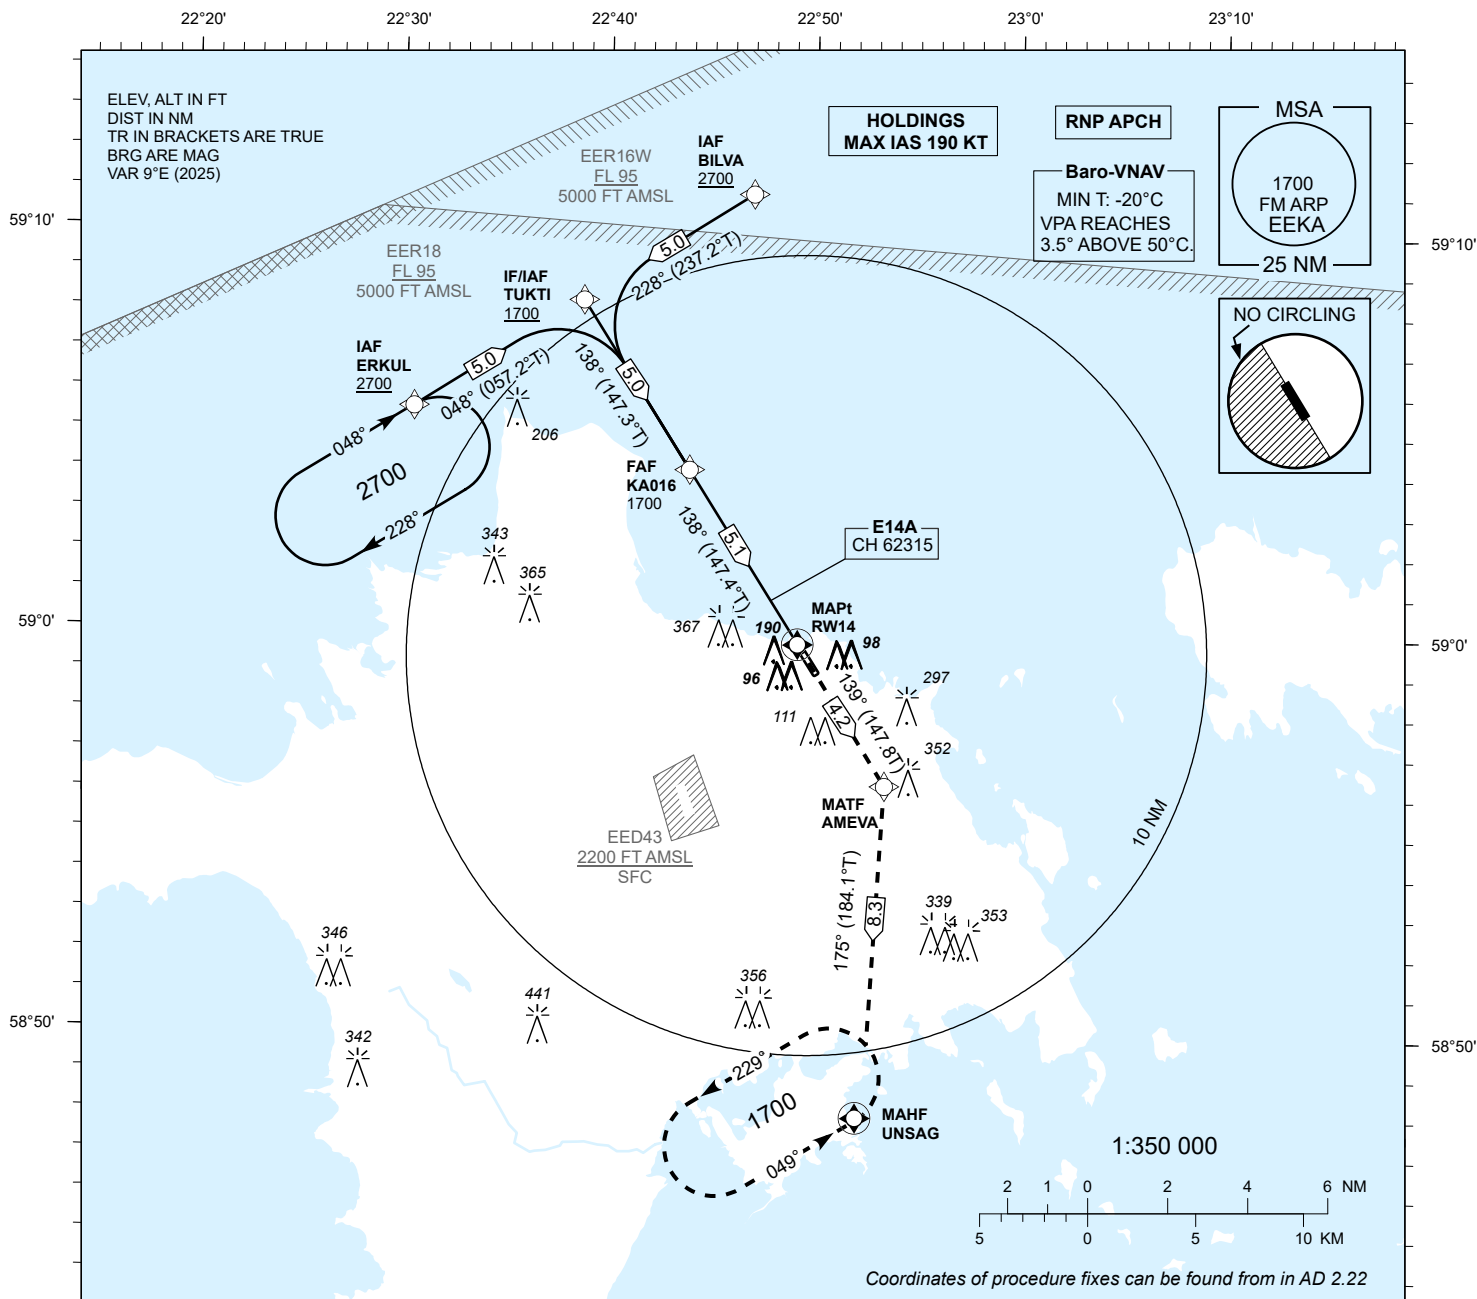 22°20'
22°30'
22°40'
22°50'
23°0'
23°10'
ELEV, ALT IN FT
DIST IN NM
TR IN BRACKETS ARE TRUE
BRG ARE MAG
VAR 9°E (2025)
HOLDINGS
MAX IAS 190 KT
RNP APCH
Baro-VNAV
MIN T: -20°C
VPA REACHES
3.5° ABOVE 50°C.
MSA
1700
FM ARP
EEKA
25 NM
NO CIRCLING
EER16W
FL 95
5000 FT AMSL
IAF
BILVA
2700
59°10'
59°10'
EER18
FL 95
5000 FT AMSL
IF/IAF
TUKTI
1700
5.0
228° (237.2°T)
IAF
ERKUL
2700
5.0
048° (057.2°T)
138° (147.3°T)
5.0
206
048°
2700
228°
FAF
KA016
1700
138° (147.4°T)
5.1
E14A
CH 62315
343
365
59°0'
59°0'
367
190
MAPt
RW14
98
96
111
139° (147.8T)
4.2
297
352
MATF
AMEVA
EED43
2200 FT AMSL
SFC
10 NM
175° (184.1°T)
8.3
339
4
353
346
356
441
342
58°50'
58°50'
229°
1700
049°
MAHF
UNSAG
1:350 000
2 1 0 2 4 6 NM
5 0 5 10 KM
Coordinates of procedure fixes can be found from in AD 2.22